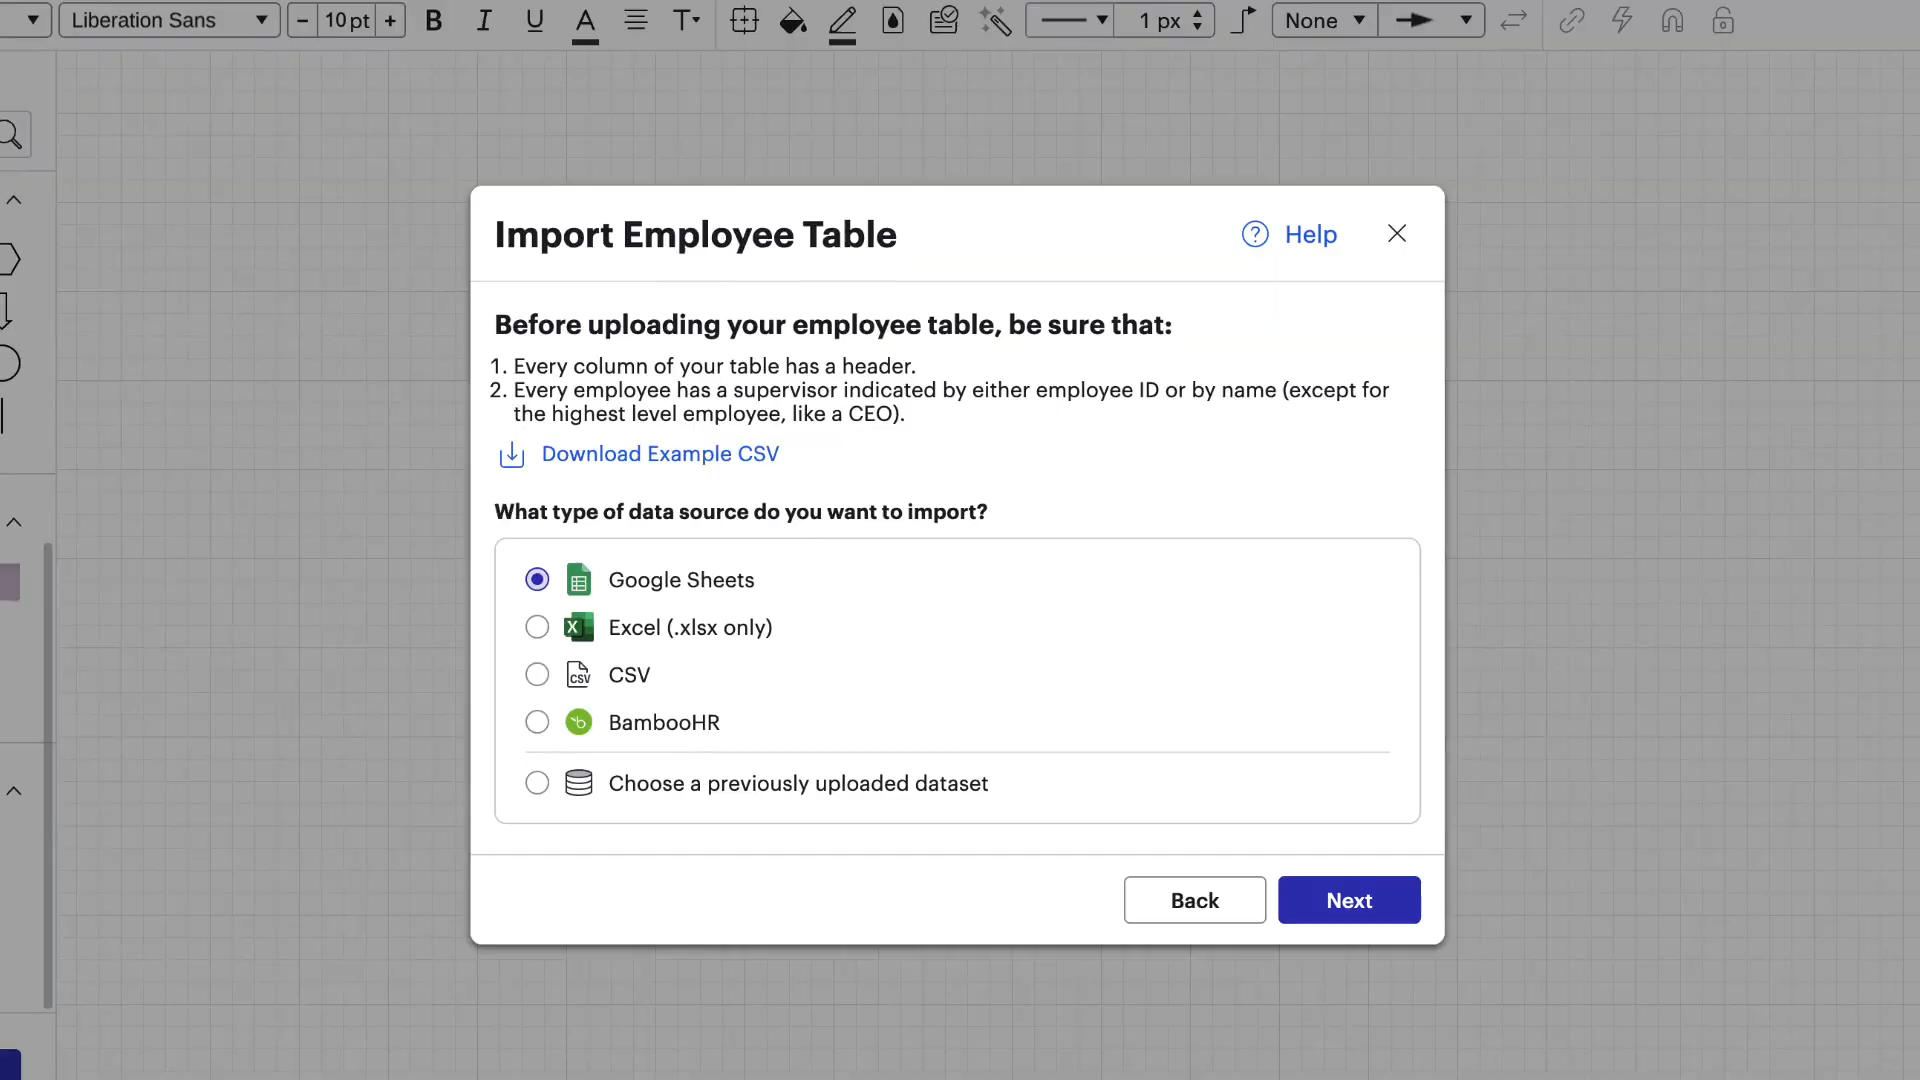 Liberation Sans
10 pt
B I U A T
1 px
None
Import Employee Table
Help
Before uploading your employee table, be sure that:
1. Every column of your table has a header.
2. Every employee has a supervisor indicated by either employee ID or by name (except for
the highest level employee, like a CEO).
Download Example CSV
What type of data source do you want to import?
Google Sheets
Excel (.xlsx only)
CSV
BambooHR
Choose a previously uploaded dataset
Back
Next